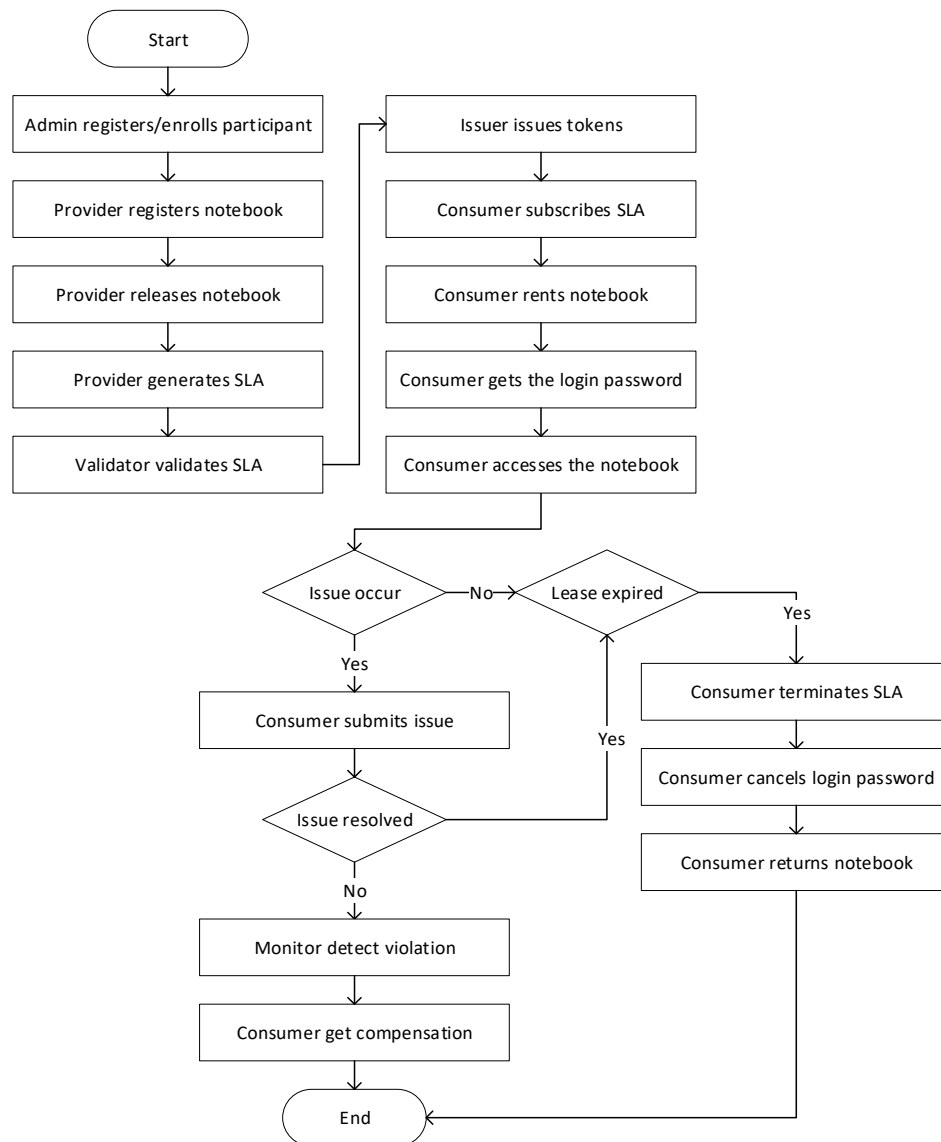 Start
Admin registers/enrolls participant
Provider registers notebook
Provider releases notebook
Provider generates SLA
Validator validates SLA
Issuer issues tokens
Consumer subscribes SLA
Consumer rents notebook
Consumer gets the login password
Consumer accesses the notebook
Issue occur
No
Lease expired
Yes
Yes
Consumer submits issue
Yes
Issue resolved
No
Monitor detect violation
Consumer get compensation
Consumer terminates SLA
Consumer cancels login password
Consumer returns notebook
End